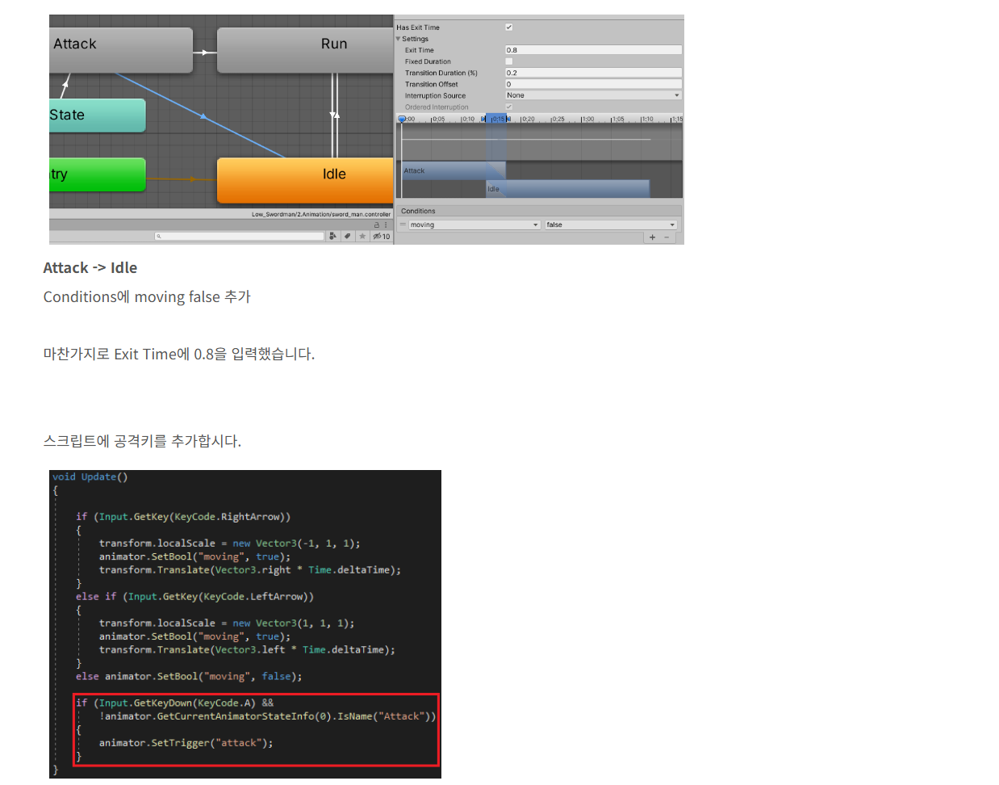 Attack
Run
State
try
Idle
Low_Swordman/2.Animation/sword_man.controller
10
Has Exit Time
Settings
Exit Time 0.8
Fixed Duration
Transition Duration (%) 0.2
Transition Offset 0
Interruption Source None
Ordered Interruption
:00 0:05 0:10 0:15 0:20 0:25 1:00 1:05 1:10 1:15
Attack
Idle
Conditions
moving false
+ −
Attack -> Idle
Conditions에 moving false 추가
마찬가지로 Exit Time에 0.8을 입력했습니다.
스크립트에 공격키를 추가합시다.
void Update()
{
if (Input.GetKey(KeyCode.RightArrow))
{
transform.localScale = new Vector3(-1, 1, 1);
animator.SetBool("moving", true);
transform.Translate(Vector3.right * Time.deltaTime);
}
else if (Input.GetKey(KeyCode.LeftArrow))
{
transform.localScale = new Vector3(1, 1, 1);
animator.SetBool("moving", true);
transform.Translate(Vector3.left * Time.deltaTime);
}
else animator.SetBool("moving", false);
if (Input.GetKeyDown(KeyCode.A) &&
!animator.GetCurrentAnimatorStateInfo(0).IsName("Attack"))
{
animator.SetTrigger("attack");
}
}